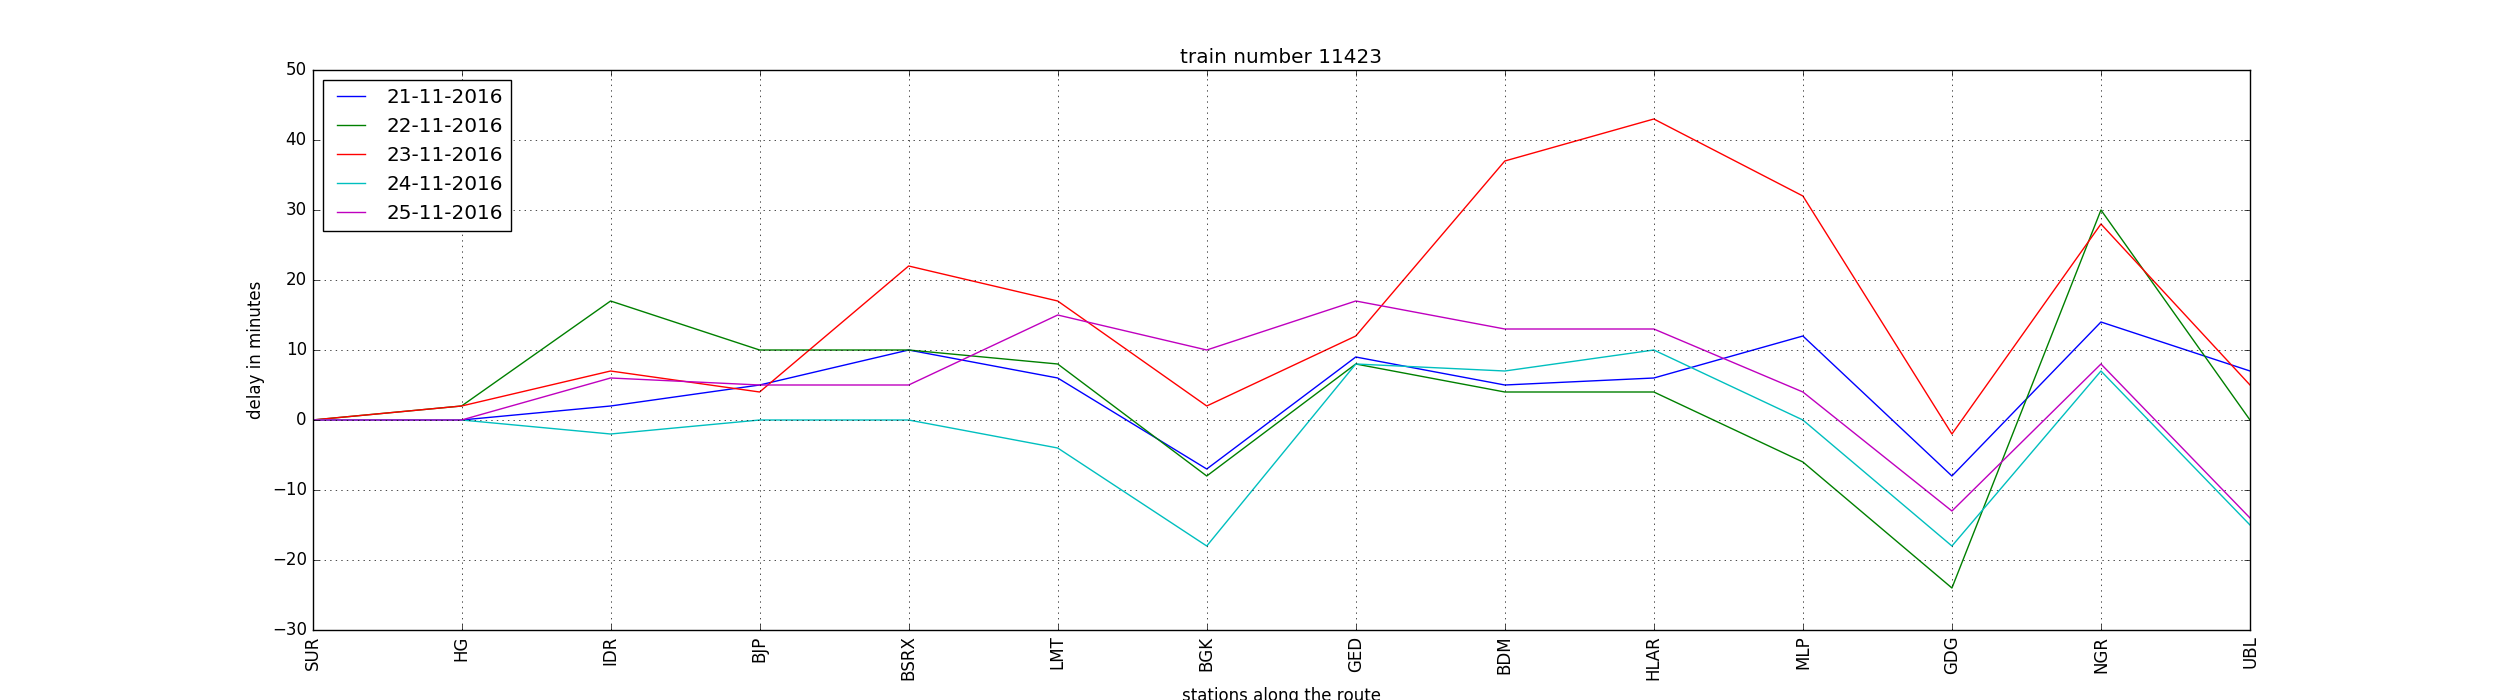 train number 11423
50
40
30
20
10
0
−10
−20
−30
delay in minutes
21-11-2016
22-11-2016
23-11-2016
24-11-2016
25-11-2016
SUR
HG
IDR
BJP
BSRX
LMT
BGK
GED
BDM
HLAR
MLP
GDG
NGR
UBL
stations along the route